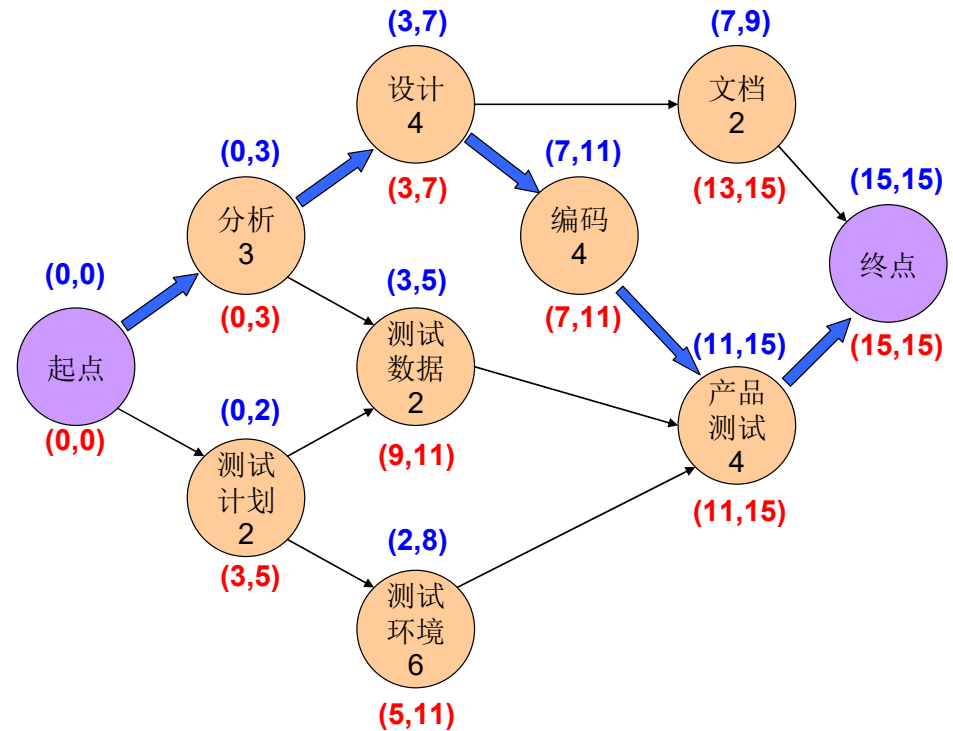 (3,7)
(7,9)
设计
4
文档
2
(0,3)
(7,11)
(3,7)
(13,15)
(15,15)
分析
3
编码
4
终点
(0,0)
(3,5)
(0,3)
(7,11)
(11,15)
(15,15)
起点
测试
数据
2
产品
测试
4
(0,2)
(0,0)
(9,11)
测试
计划
2
(11,15)
(2,8)
(3,5)
测试
环境
6
(5,11)